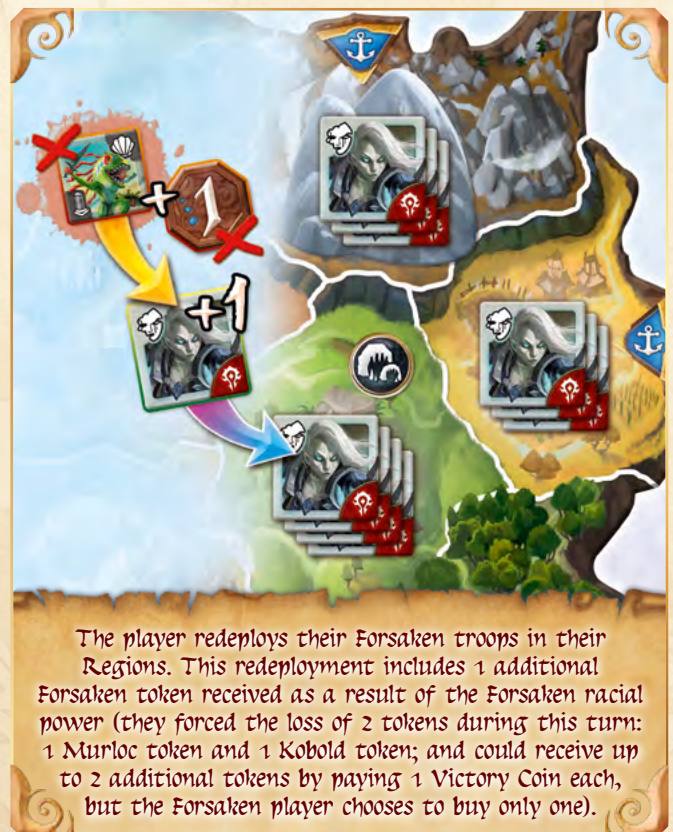 + 1
+1
The player redeploys their Forsaken troops in their
Regions. This redeployment includes 1 additional
Forsaken token received as a result of the Forsaken racial
power (they forced the loss of 2 tokens during this turn:
1 Murloc token and 1 Kobold token; and could receive up
to 2 additional tokens by paying 1 Victory Coin each,
but the Forsaken player chooses to buy only one).